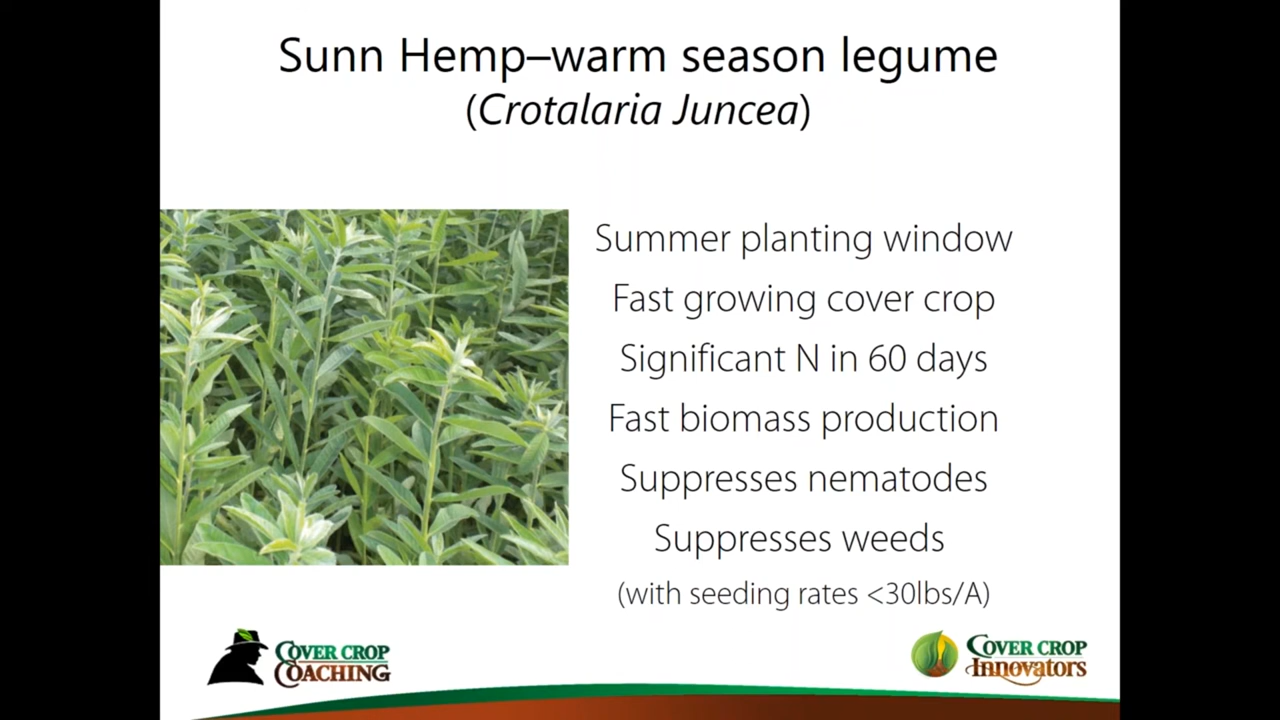 Sunn Hemp–warm season legume
(Crotalaria Juncea)
Summer planting window
Fast growing cover crop
Significant N in 60 days
Fast biomass production
Suppresses nematodes
Suppresses weeds
(with seeding rates <30lbs/A)
COVER CROP
COACHING
COVER CROP
Innovators